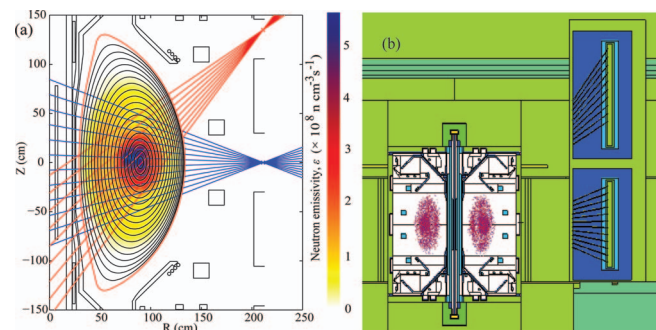 (a)
150
100
50
0
−50
−100
−150
Z (cm)
0 50 100 150 200 250
R (cm)
5
4
3
2
1
0
Neutron emissivity, ε (× 10⁸ n cm⁻³s⁻¹)
(b)